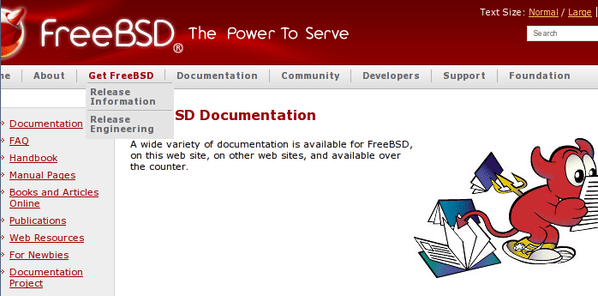 Text Size: Normal / Large
FreeBSD® The Power To Serve
Search
About Get FreeBSD Documentation Community Developers Support Foundation
Release
Information
Release
Engineering
SD Documentation
A wide variety of documentation is available for FreeBSD,
on this web site, on other web sites, and available over
the counter.
Documentation
FAQ
Handbook
Manual Pages
Books and Articles
Online
Publications
Web Resources
For Newbies
Documentation
Project